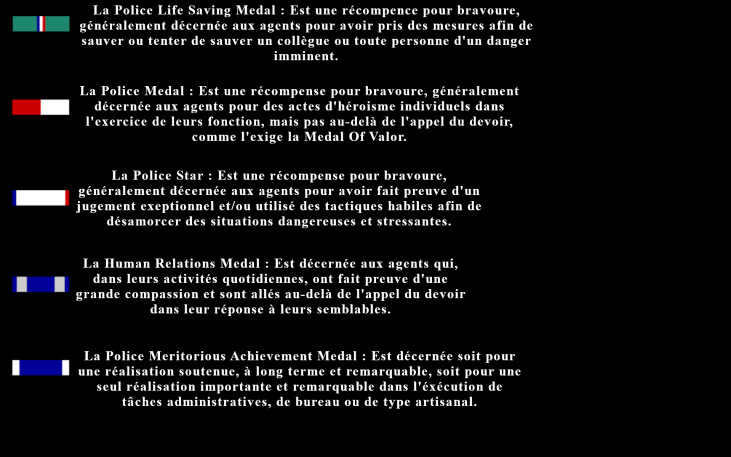 La Police Life Saving Medal : Est une récompence pour bravoure,
généralement décernée aux agents pour avoir pris des mesures afin de
sauver ou tenter de sauver un collègue ou toute personne d'un danger
imminent.
La Police Medal : Est une récompense pour bravoure, généralement
décernée aux agents pour des actes d'héroisme individuels dans
l'exercice de leurs fonction, mais pas au-delà de l'appel du devoir,
comme l'exige la Medal Of Valor.
La Police Star : Est une récompense pour bravoure,
généralement décernée aux agents pour avoir fait preuve d'un
jugement exeptionnel et/ou utilisé des tactiques habiles afin de
désamorcer des situations dangereuses et stressantes.
La Human Relations Medal : Est décernée aux agents qui,
dans leurs activités quotidiennes, ont fait preuve d'une
grande compassion et sont allés au-delà de l'appel du devoir
dans leur réponse à leurs semblables.
La Police Meritorious Achievement Medal : Est décernée soit pour
une réalisation soutenue, à long terme et remarquable, soit pour une
seul réalisation importante et remarquable dans l'éxécution de
tâches administratives, de bureau ou de type artisanal.